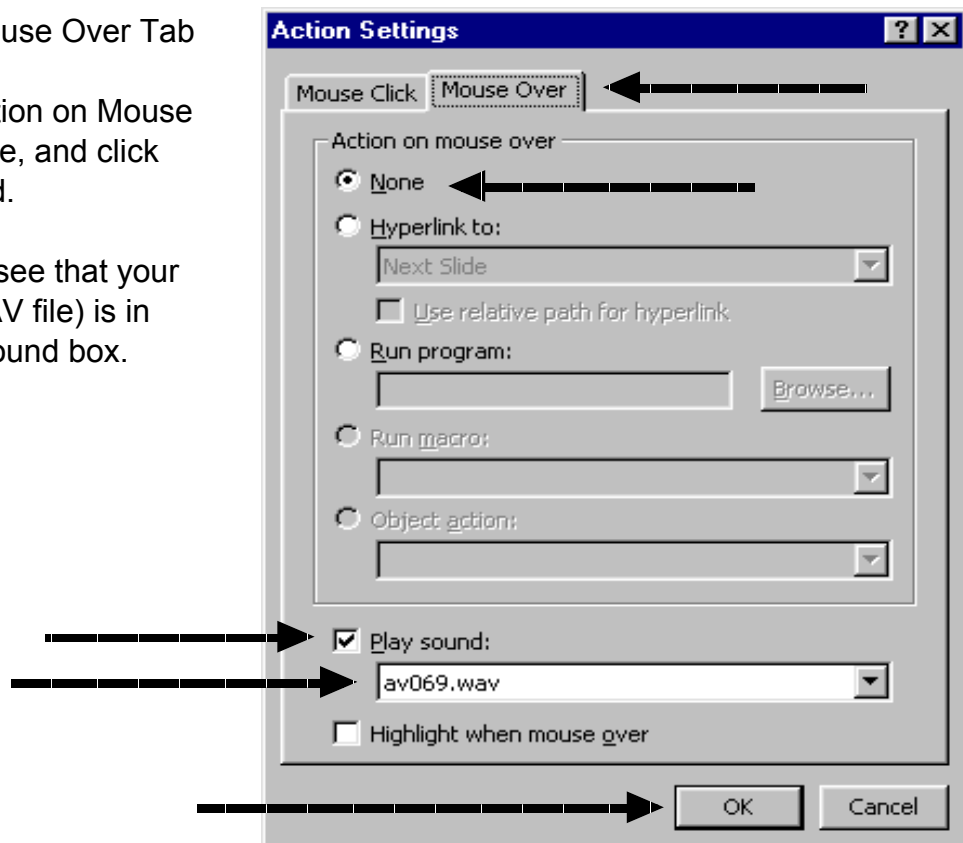 use Over Tab
tion on Mouse
e, and click
d.
see that your
V file) is in
ound box.
Action Settings
Mouse Click
Mouse Over
Action on mouse over
None
Hyperlink to:
Next Slide
Use relative path for hyperlink
Run program:
Browse...
Run macro:
Object action:
Play sound:
av069.wav
Highlight when mouse over
OK
Cancel